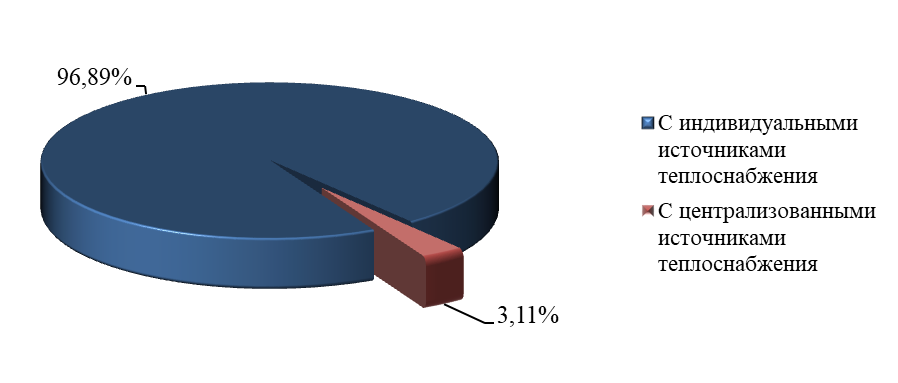 96,89%
С индивидуальными
источниками
теплоснабжения
С централизованными
источниками
теплоснабжения
3,11%